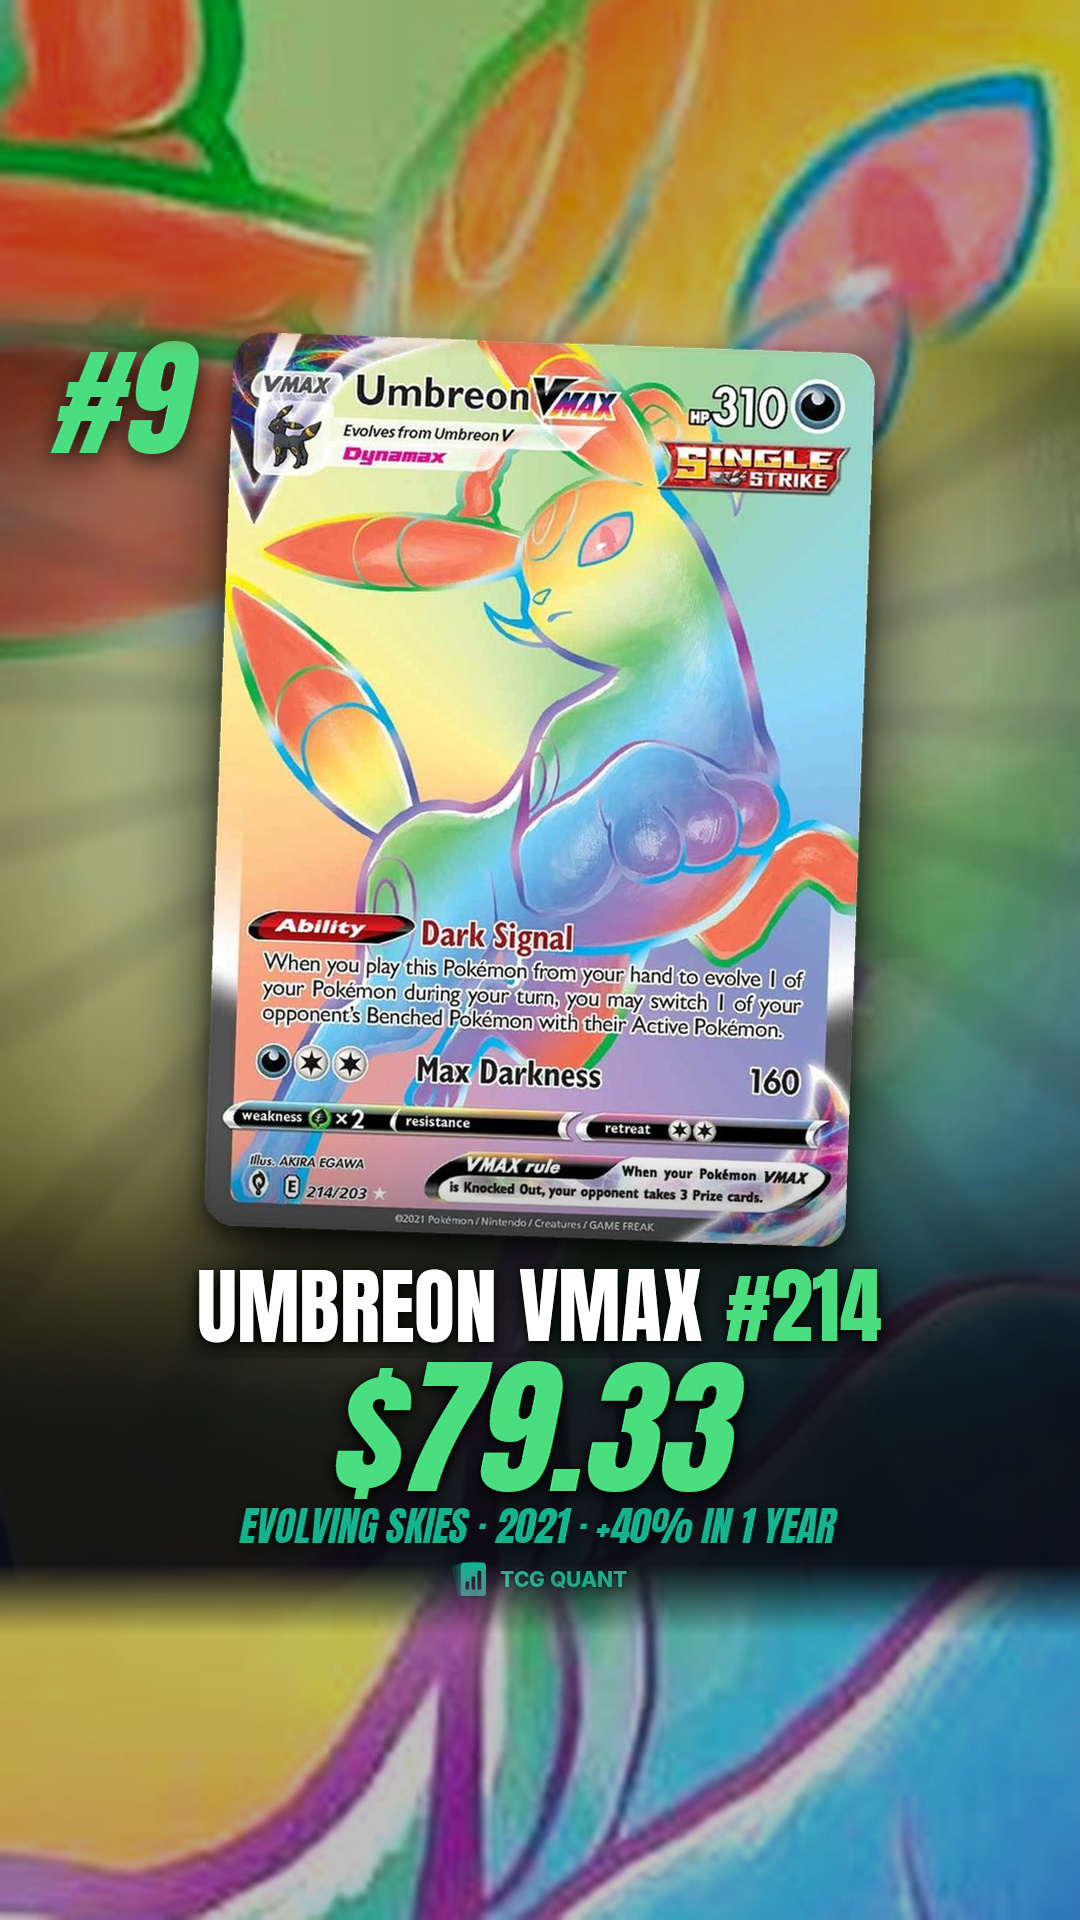 #9
VMAX
Umbreon VMAX
HP 310
Evolves from Umbreon V
Dynamax
SINGLE STRIKE
Ability
Dark Signal
When you play this Pokémon from your hand to evolve 1 of
your Pokémon during your turn, you may switch 1 of your
opponent's Benched Pokémon with their Active Pokémon.
Max Darkness
160
weakness ×2
resistance
retreat
Illus. AKIRA EGAWA
E 214/203
VMAX rule
When your Pokémon VMAX
is Knocked Out, your opponent takes 3 Prize cards.
©2021 Pokémon / Nintendo / Creatures / GAME FREAK
UMBREON VMAX #214
$79.33
EVOLVING SKIES · 2021 · +40% IN 1 YEAR
TCG QUANT